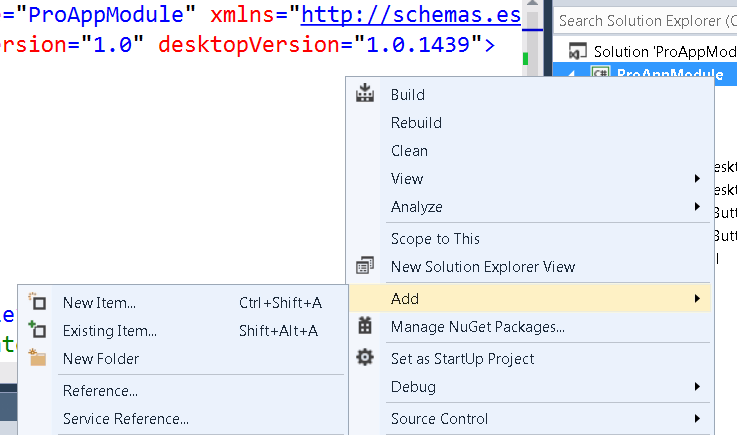 ="ProAppModule" xmlns="http://schemas.es
ersion="1.0" desktopVersion="1.0.1439">
Search Solution Explorer (C
Solution 'ProAppMod
ProAppModule
Build
Rebuild
Clean
View
Analyze
Scope to This
New Solution Explorer View
Add
Manage NuGet Packages...
Set as StartUp Project
Debug
Source Control
New Item... Ctrl+Shift+A
Existing Item... Shift+Alt+A
New Folder
Reference...
Service Reference...